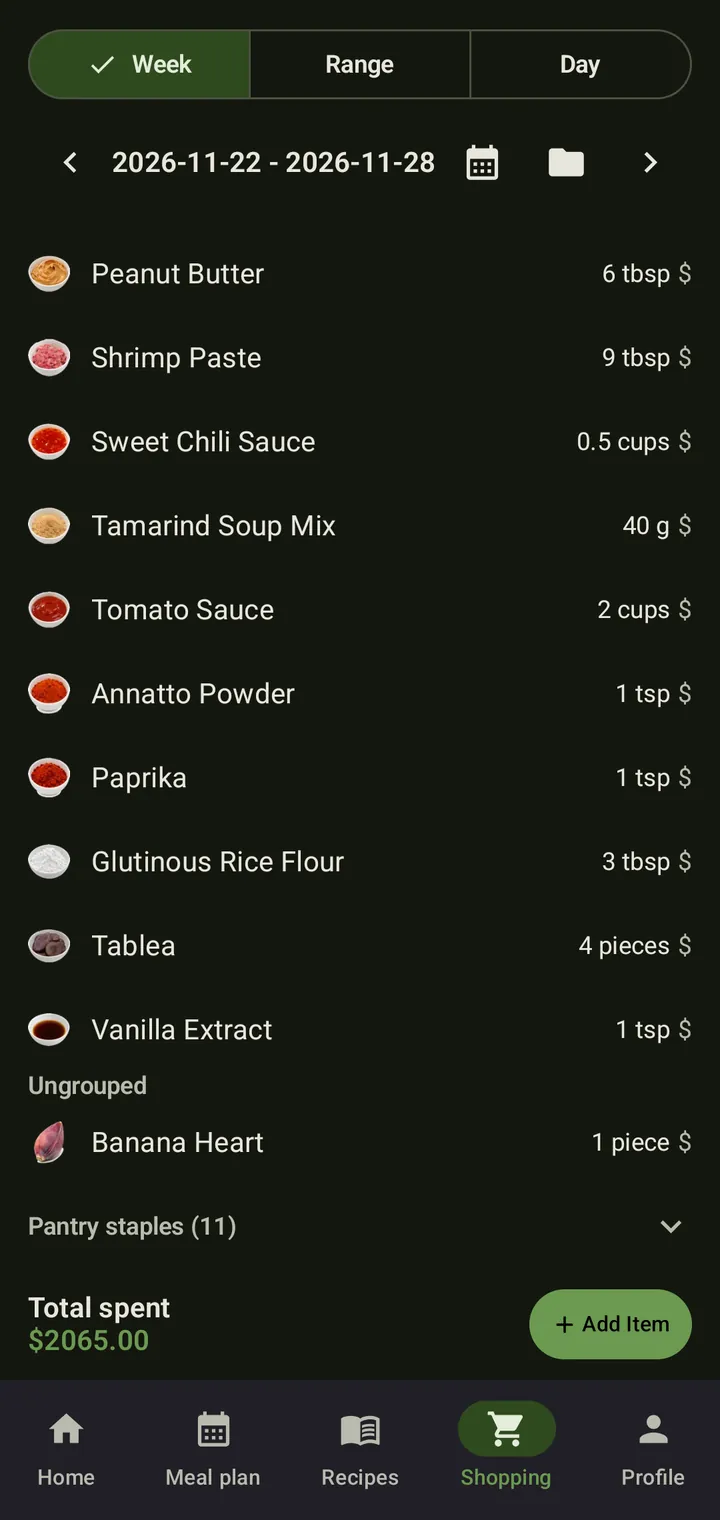 Week
Range
Day
2026-11-22 - 2026-11-28
Peanut Butter 6 tbsp $
Shrimp Paste 9 tbsp $
Sweet Chili Sauce 0.5 cups $
Tamarind Soup Mix 40 g $
Tomato Sauce 2 cups $
Annatto Powder 1 tsp $
Paprika 1 tsp $
Glutinous Rice Flour 3 tbsp $
Tablea 4 pieces $
Vanilla Extract 1 tsp $
Ungrouped
Banana Heart 1 piece $
Pantry staples (11)
Total spent
$2065.00
+ Add Item
Home
Meal plan
Recipes
Shopping
Profile